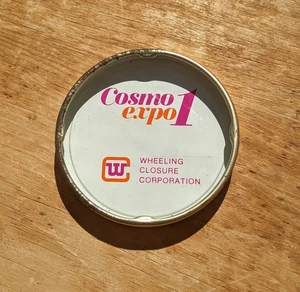 Cosmo
expo 1
W
WHEELING
CLOSURE
CORPORATION